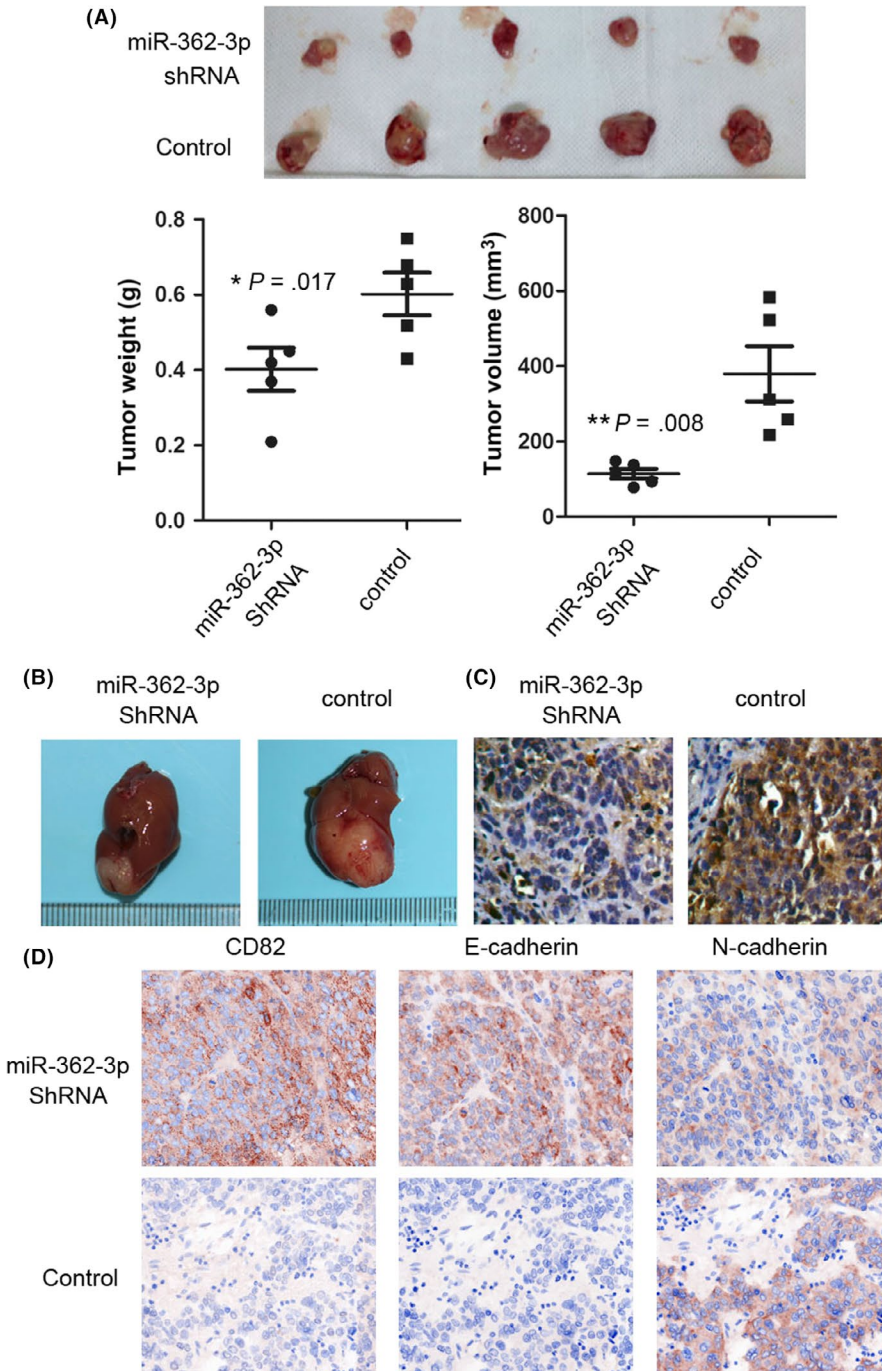 (A)
miR-362-3p
shRNA
Control
Tumor weight (g)
0.8
0.6
0.4
0.2
0.0
* P = .017
miR-362-3p
ShRNA
control
Tumor volume (mm³)
800
600
400
200
0
** P = .008
miR-362-3p
ShRNA
control
(B)
miR-362-3p
ShRNA
control
(C)
miR-362-3p
ShRNA
control
(D)
CD82
E-cadherin
N-cadherin
miR-362-3p
ShRNA
Control